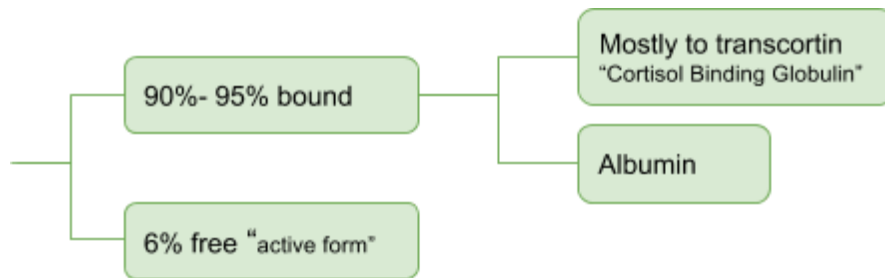 Mostly to transcortin
“Cortisol Binding Globulin”
90%- 95% bound
Albumin
6% free “active form”